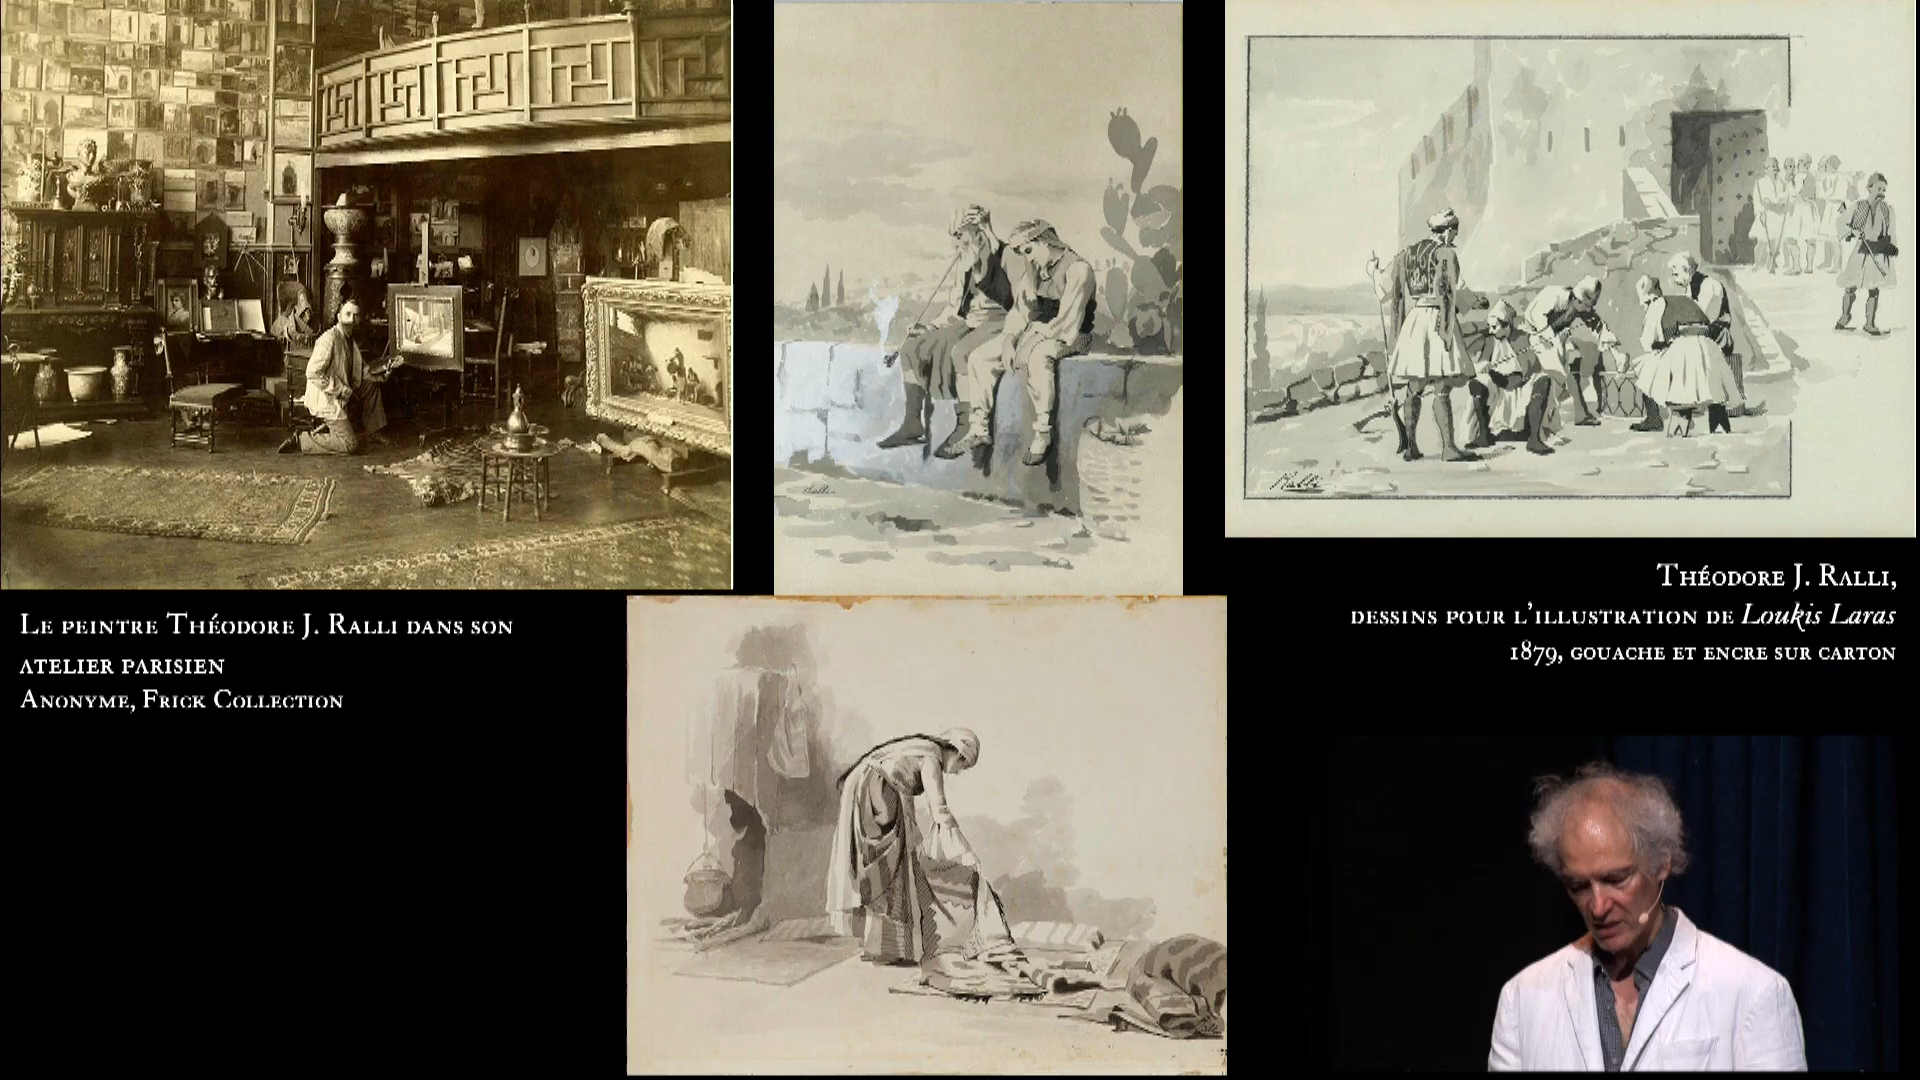 Le peintre Théodore J. Ralli dans son
atelier parisien
Anonyme, Frick Collection
Théodore J. Ralli,
dessins pour l'illustration de Loukis Laras
1879, gouache et encre sur carton
Ralli